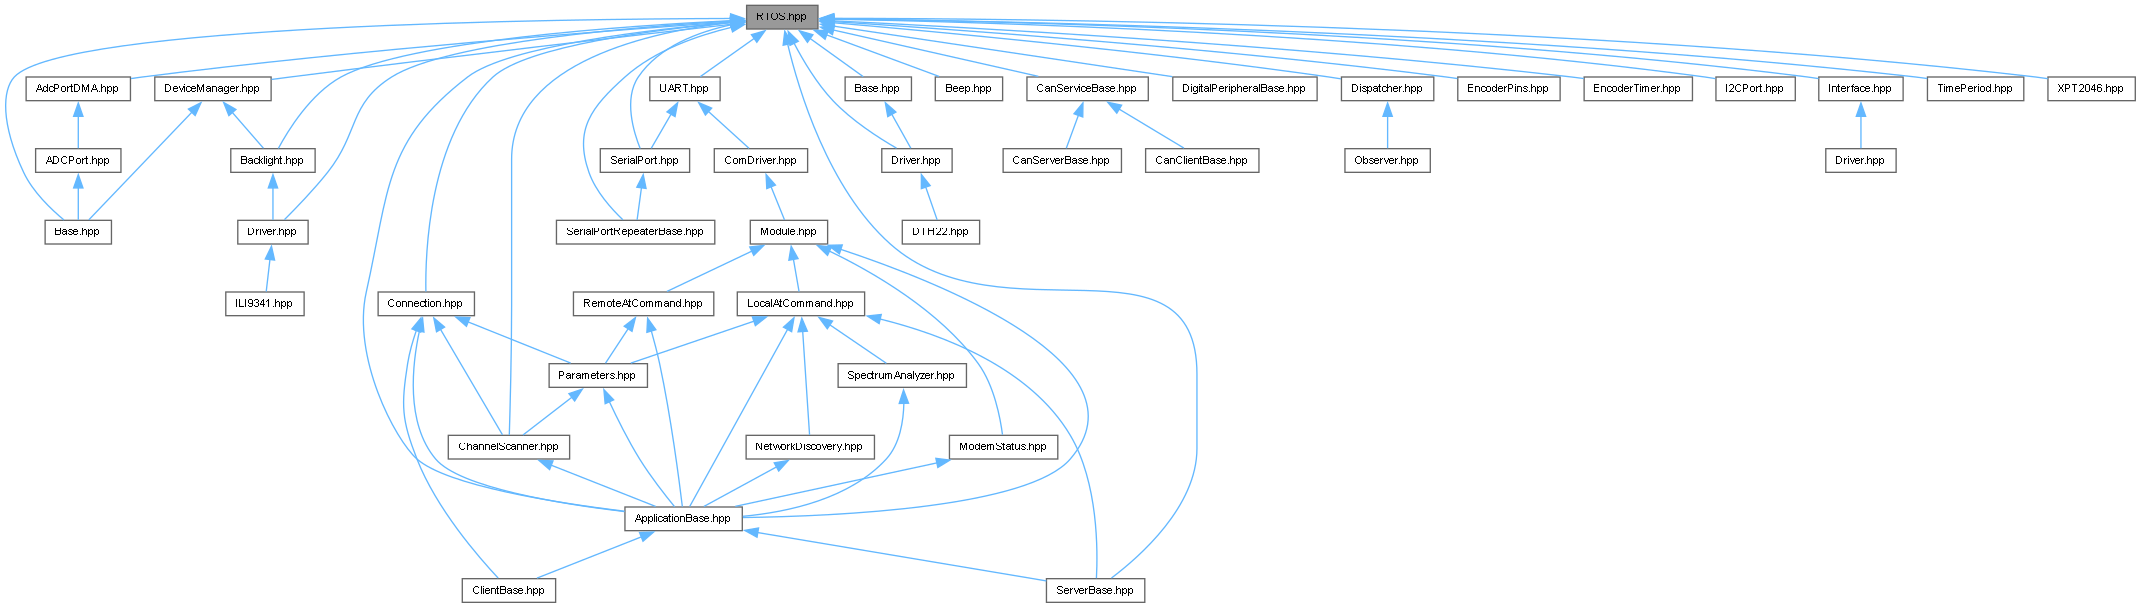 RTOS.hpp
AdcPortDMA.hpp
DeviceManager.hpp
UART.hpp
Base.hpp
Beep.hpp
CanServiceBase.hpp
DigitalPeripheralBase.hpp
Dispatcher.hpp
EncoderPins.hpp
EncoderTimer.hpp
I2CPort.hpp
Interface.hpp
TimePeriod.hpp
XPT2046.hpp
ADCPort.hpp
Backlight.hpp
SerialPort.hpp
ComDriver.hpp
Driver.hpp
CanServerBase.hpp
CanClientBase.hpp
Observer.hpp
Driver.hpp
Base.hpp
Driver.hpp
SerialPortRepeaterBase.hpp
Module.hpp
DTH22.hpp
ILI9341.hpp
Connection.hpp
RemoteAtCommand.hpp
LocalAtCommand.hpp
Parameters.hpp
SpectrumAnalyzer.hpp
ChannelScanner.hpp
NetworkDiscovery.hpp
ModemStatus.hpp
ApplicationBase.hpp
ClientBase.hpp
ServerBase.hpp